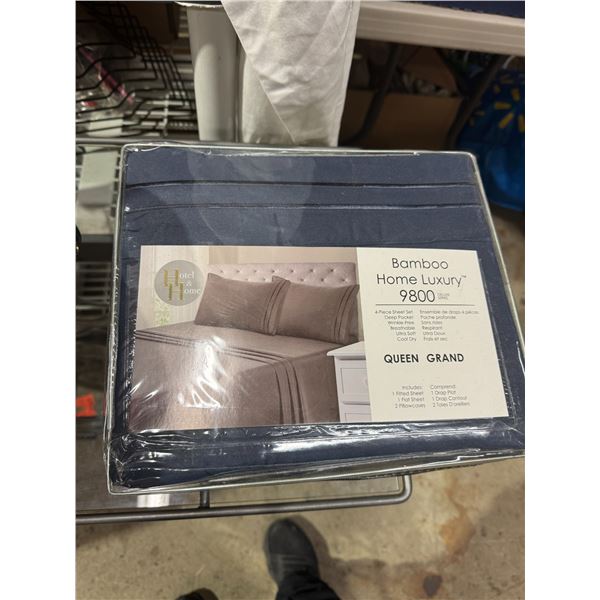 Hotel
&
Home
Bamboo
Home Luxury™
9800
4-Piece Sheet Set Ensemble de draps 4 pièces
Deep Pocket Poche profonde
Wrinkle Free Sans rides
Breathable Respirant
Ultra Soft Ultra Doux
Cool Dry Frais et sec
QUEEN GRAND
Includes: Comprend:
1 Fitted Sheet 1 Drap Plat
1 Flat Sheet 1 Drap Contour
2 Pillowcases 2 Taies D'oreillers